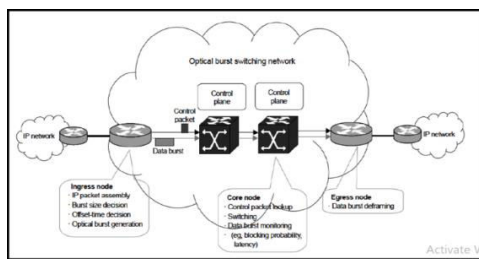 Optical burst switching network
Control
plane
Control
plane
Control
packet
IP network
Data burst
IP network
Ingress node
· IP packet assembly
· Burst size decision
· Offset-time decision
· Optical burst generation
Core node
· Control packet lookup
· Switching
· Data burst monitoring
(eg, blocking probability,
latency)
Egress node
· Data burst deframing
Activate W